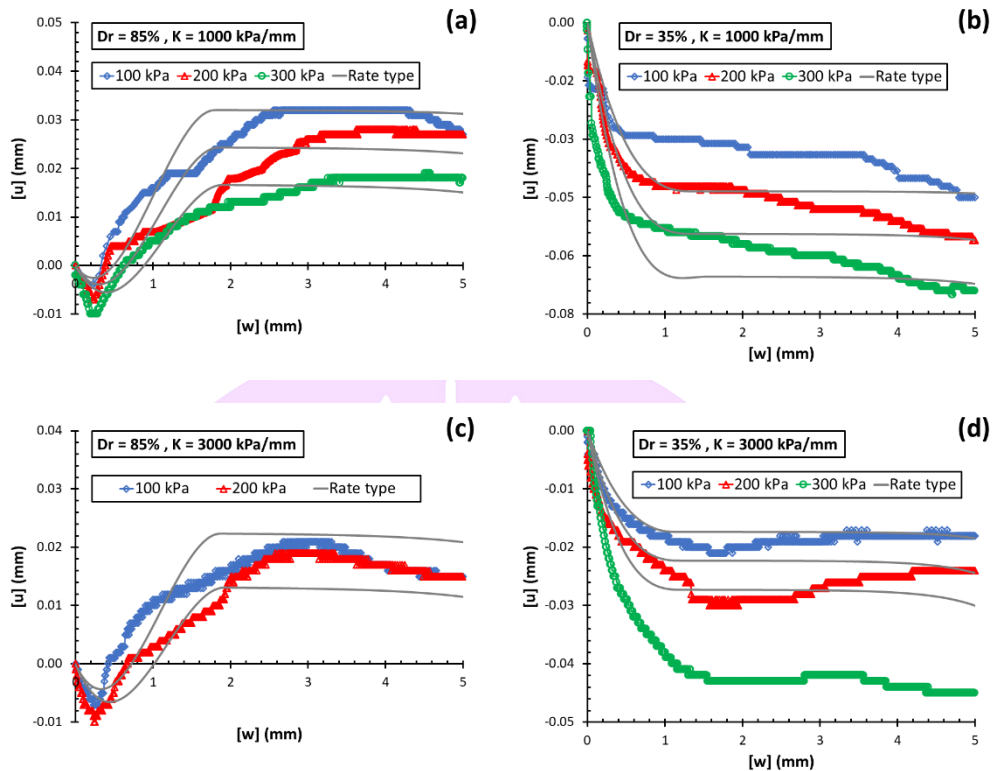 (a)
Dr = 85% , K = 1000 kPa/mm
100 kPa 200 kPa 300 kPa Rate type
0.05
0.04
0.03
0.02
0.01
0.00
-0.01
[u]
0 1 2 3 4 5
[w] (mm)
(b)
Dr = 35% , K = 1000 kPa/mm
100 kPa 200 kPa 300 kPa Rate type
0.00
-0.02
-0.03
-0.05
-0.06
-0.08
[u]
0 1 2 3 4 5
[w] (mm)
(c)
Dr = 85% , K = 3000 kPa/mm
100 kPa 200 kPa Rate type
0.04
0.03
0.02
0.01
0.00
-0.01
[u]
0 1 2 3 4 5
[w] (mm)
(d)
Dr = 35% , K = 3000 kPa/mm
100 kPa 200 kPa 300 kPa Rate type
0.00
-0.01
-0.02
-0.03
-0.04
-0.05
[u]
0 1 2 3 4 5
[w] (mm)